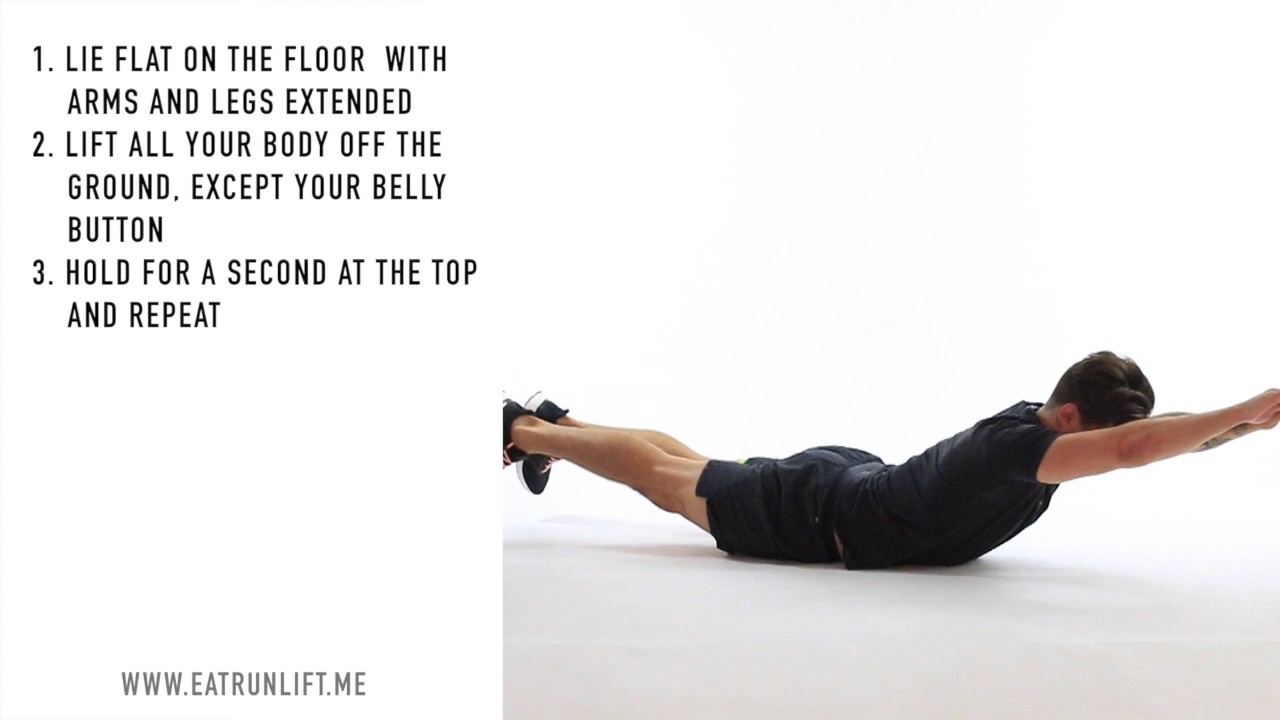 1. LIE FLAT ON THE FLOOR WITH
ARMS AND LEGS EXTENDED
2. LIFT ALL YOUR BODY OFF THE
GROUND, EXCEPT YOUR BELLY
BUTTON
3. HOLD FOR A SECOND AT THE TOP
AND REPEAT
WWW.EATRUNLIFT.ME